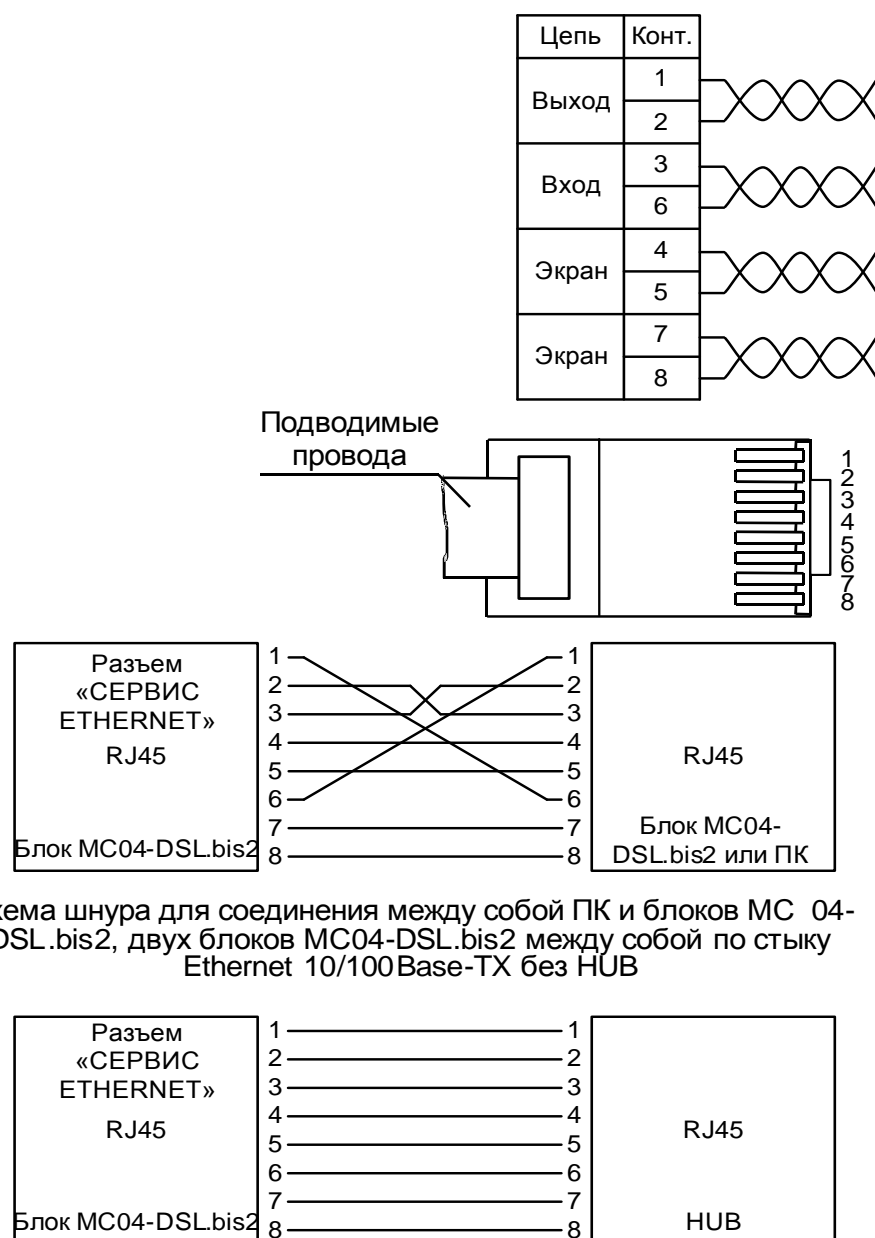 Цепь Конт.
Выход 1
2
Вход 3
6
Экран 4
5
Экран 7
8
Подводимые
провода
1
2
3
4
5
6
7
8
Разъем
«СЕРВИС
ETHERNET»
RJ45
Блок МС04-DSL.bis2
1
2
3
4
5
6
7
8
1
2
3
4
5
6
7
8
RJ45
Блок МС04-
DSL.bis2 или ПК
хема шнура для соединения между собой ПК и блоков МС 04-
DSL.bis2, двух блоков МС04-DSL.bis2 между собой по стыку
Ethernet 10/100Base-TX без HUB
Разъем
«СЕРВИС
ETHERNET»
RJ45
Блок МС04-DSL.bis2
1
2
3
4
5
6
7
8
1
2
3
4
5
6
7
8
RJ45
HUB